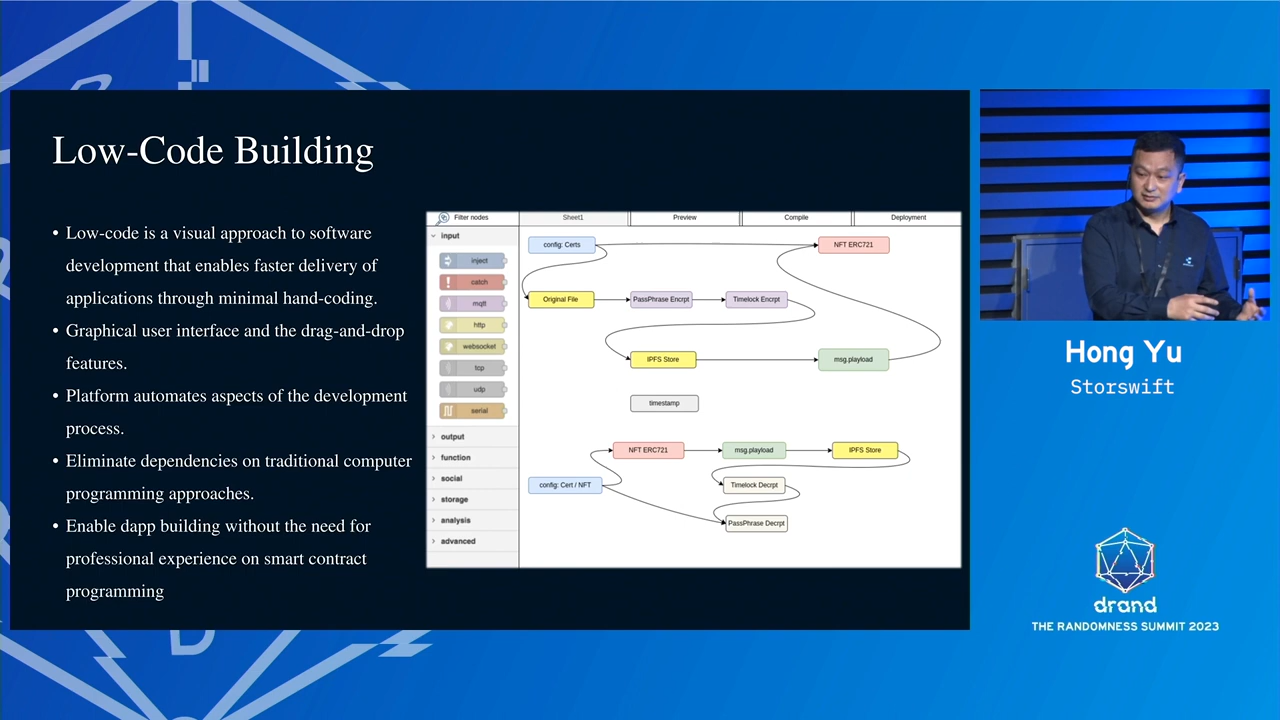 Low-Code Building
• Low-code is a visual approach to software
development that enables faster delivery of
applications through minimal hand-coding.
• Graphical user interface and the drag-and-drop
features.
• Platform automates aspects of the development
process.
• Eliminate dependencies on traditional computer
programming approaches.
• Enable dapp building without the need for
professional experience on smart contract
programming
Filter nodes
Sheet1
Preview
Compile
Deployment
input
inject
catch
mqtt
http
websocket
tcp
udp
serial
output
function
social
storage
analysis
advanced
config: Certs
NFT ERC721
Original File
PassPhrase Encrpt
Timelock Encrpt
IPFS Store
msg.playload
timestamp
NFT ERC721
msg.playload
IPFS Store
config: Cert / NFT
Timelock Decrpt
PassPhrase Decrpt
Hong Yu
Storswift
drand
THE RANDOMNESS SUMMIT 2023